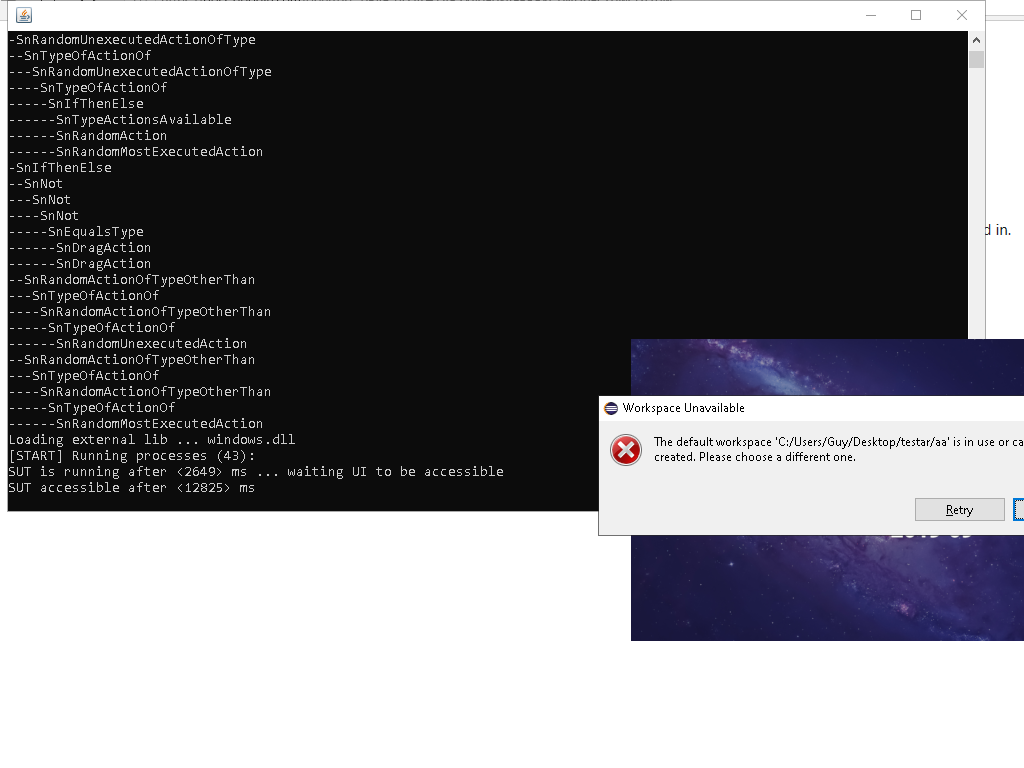 -SnRandomUnexecutedActionOfType
--SnTypeOfActionOf
---SnRandomUnexecutedActionOfType
----SnTypeOfActionOf
-----SnIfThenElse
------SnTypeActionsAvailable
------SnRandomAction
------SnRandomMostExecutedAction
-SnIfThenElse
--SnNot
---SnNot
----SnNot
-----SnEqualsType
------SnDragAction
------SnDragAction
--SnRandomActionOfTypeOtherThan
---SnTypeOfActionOf
----SnRandomActionOfTypeOtherThan
-----SnTypeOfActionOf
------SnRandomUnexecutedAction
--SnRandomActionOfTypeOtherThan
---SnTypeOfActionOf
----SnRandomActionOfTypeOtherThan
-----SnTypeOfActionOf
------SnRandomMostExecutedAction
Loading external lib ... windows.dll
[START] Running processes (43):
SUT is running after <2649> ms ... waiting UI to be accessible
SUT accessible after <12825> ms
d in.
Workspace Unavailable
The default workspace 'C:/Users/Guy/Desktop/testar/aa' is in use or ca
created. Please choose a different one.
Retry